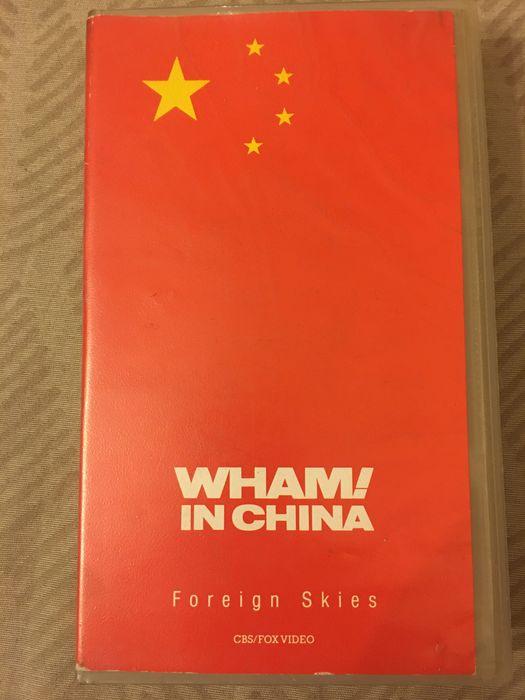 WHAM!
IN CHINA
Foreign Skies
CBS/FOX VIDEO